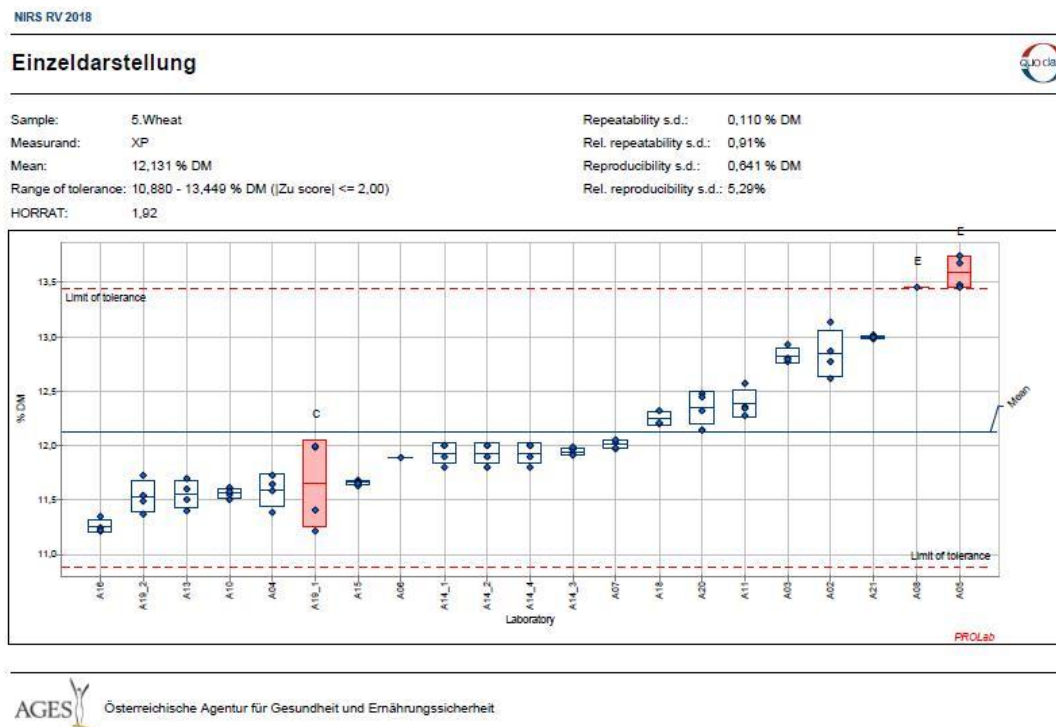 NIRS RV 2018
Einzeldarstellung
quo data
Sample: 5.Wheat
Measurand: XP
Mean: 12,131 % DM
Range of tolerance: 10,880 - 13,449 % DM (|Zu score| <= 2,00)
HORRAT: 1,92
Repeatability s.d.: 0,110 % DM
Rel. repeatability s.d.: 0,91%
Reproducibility s.d.: 0,641 % DM
Rel. reproducibility s.d.: 5,29%
E
E
13,5
Limit of tolerance
13,0
12,5
% DM
Mean
C
12,0
11,5
11,0
Limit of tolerance
A16 A19_2 A13 A10 A04 A19_1 A15 A06 A14_1 A14_2 A14_4 A14_3 A07 A18 A20 A11 A03 A02 A21 A08 A05
Laboratory
PROLab
AGES Österreichische Agentur für Gesundheit und Ernährungssicherheit